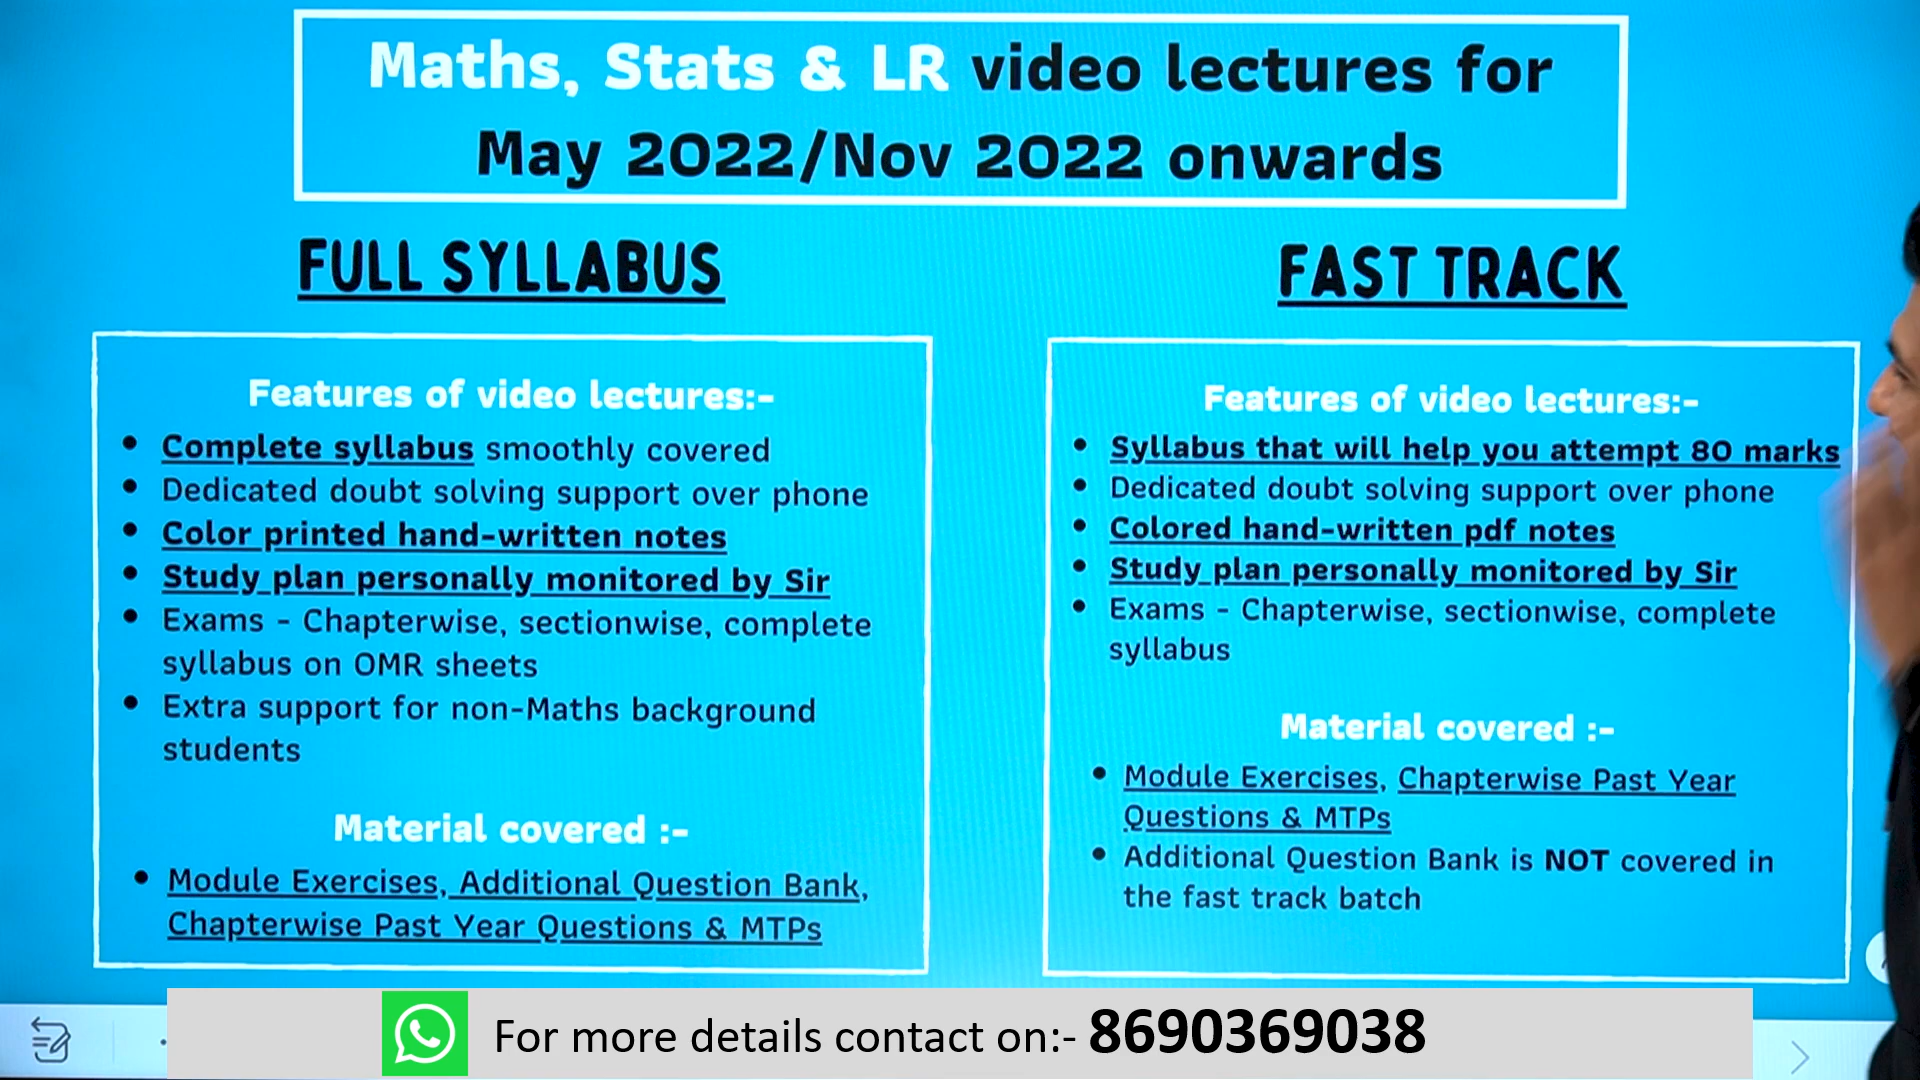 Maths, Stats & LR video lectures for
May 2022/Nov 2022 onwards
FULL SYLLABUS
Features of video lectures:-
• Complete syllabus smoothly covered
• Dedicated doubt solving support over phone
• Color printed hand-written notes
• Study plan personally monitored by Sir
• Exams - Chapterwise, sectionwise, complete
syllabus on OMR sheets
• Extra support for non-Maths background
students
Material covered :-
• Module Exercises, Additional Question Bank,
Chapterwise Past Year Questions & MTPs
FAST TRACK
Features of video lectures:-
• Syllabus that will help you attempt 80 marks
• Dedicated doubt solving support over phone
• Colored hand-written pdf notes
• Study plan personally monitored by Sir
• Exams - Chapterwise, sectionwise, complete
syllabus
Material covered :-
• Module Exercises, Chapterwise Past Year
Questions & MTPs
• Additional Question Bank is NOT covered in
the fast track batch
For more details contact on:- 8690369038